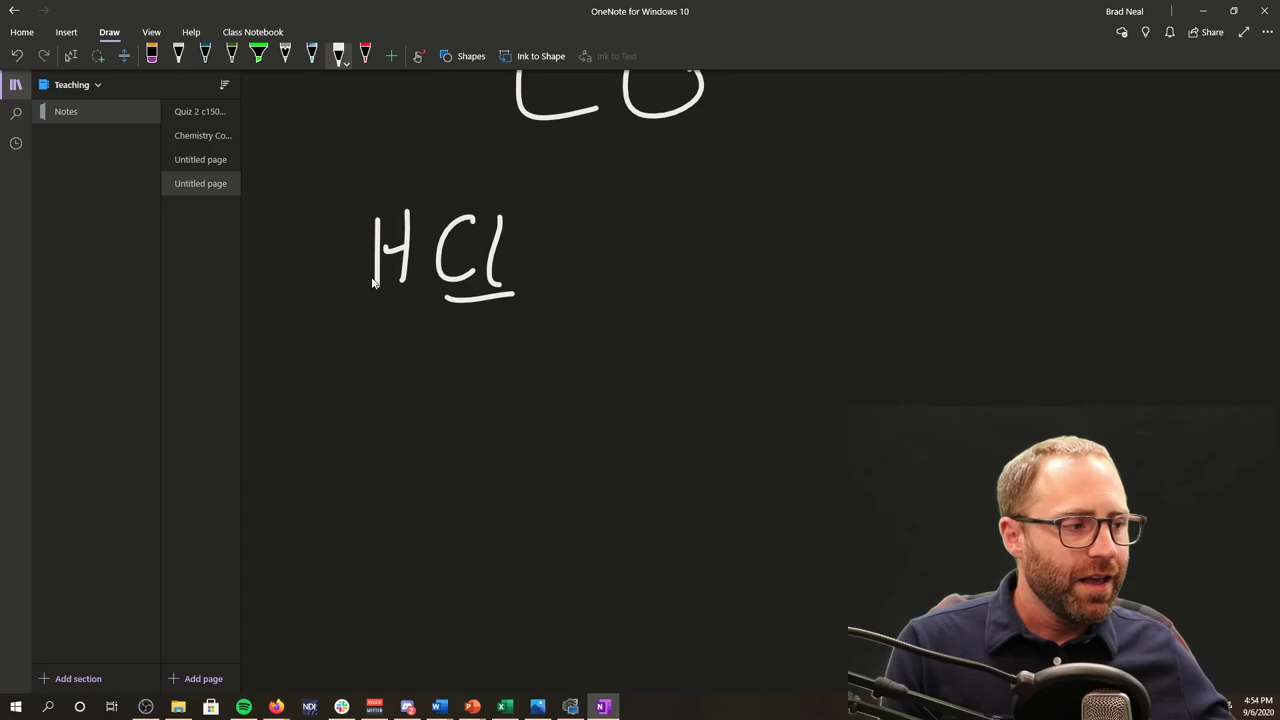 OneNote for Windows 10
Brad Neal
Home Insert Draw View Help Class Notebook
Share
Shapes Ink to Shape Ink to Text
Teaching
Notes
Quiz 2 c150...
Chemistry Co...
Untitled page
Untitled page
HCl
Add section
Add page
4:54 PM
9/6/2020